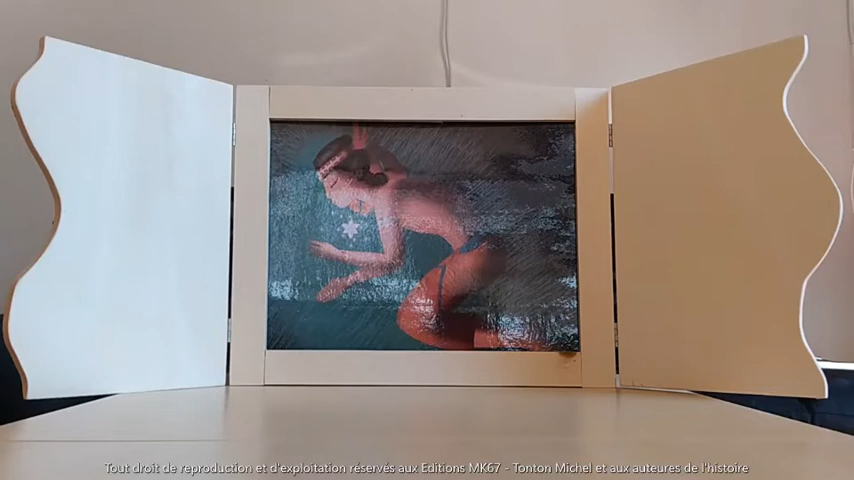 Tout droit de reproduction et d'exploitation réservés aux Editions MK67 - Tonton Michel et aux auteures de l'histoire